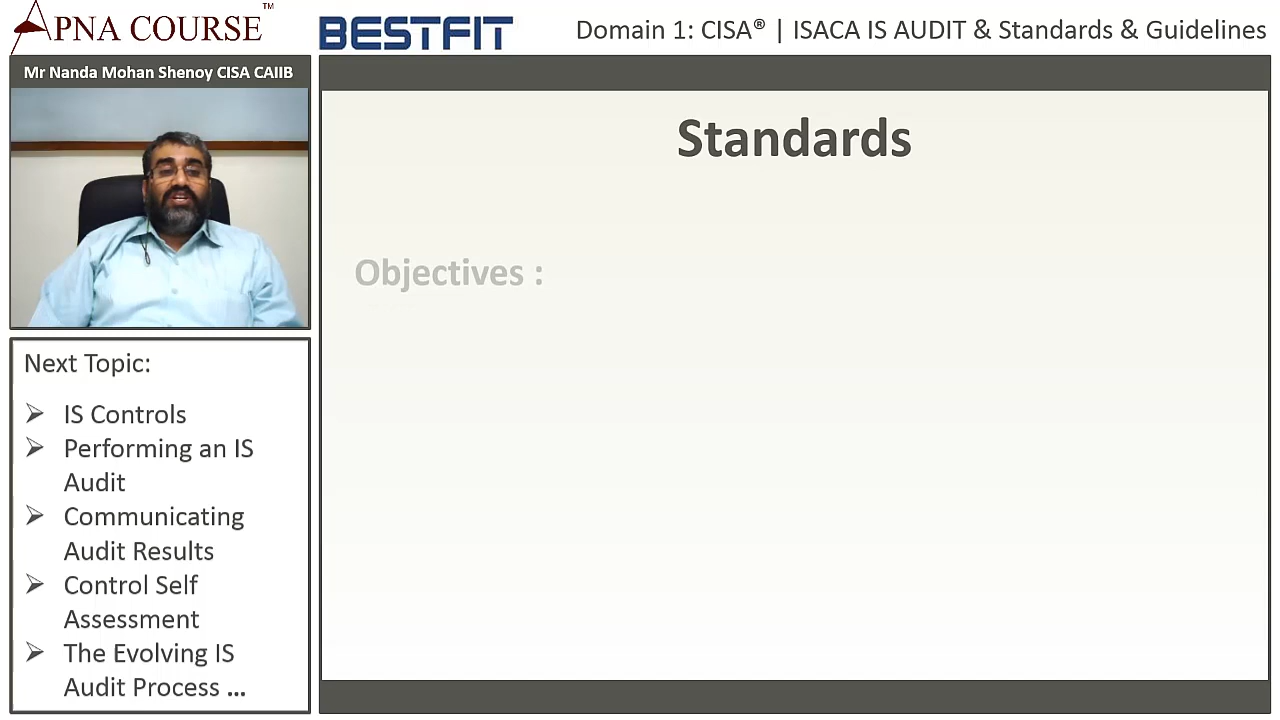 APNA COURSE™
BESTFIT
Domain 1: CISA® | ISACA IS AUDIT & Standards & Guidelines
Mr Nanda Mohan Shenoy CISA CAIIB
Standards
Objectives :
Next Topic:
➢ IS Controls
➢ Performing an IS
Audit
➢ Communicating
Audit Results
➢ Control Self
Assessment
➢ The Evolving IS
Audit Process ...